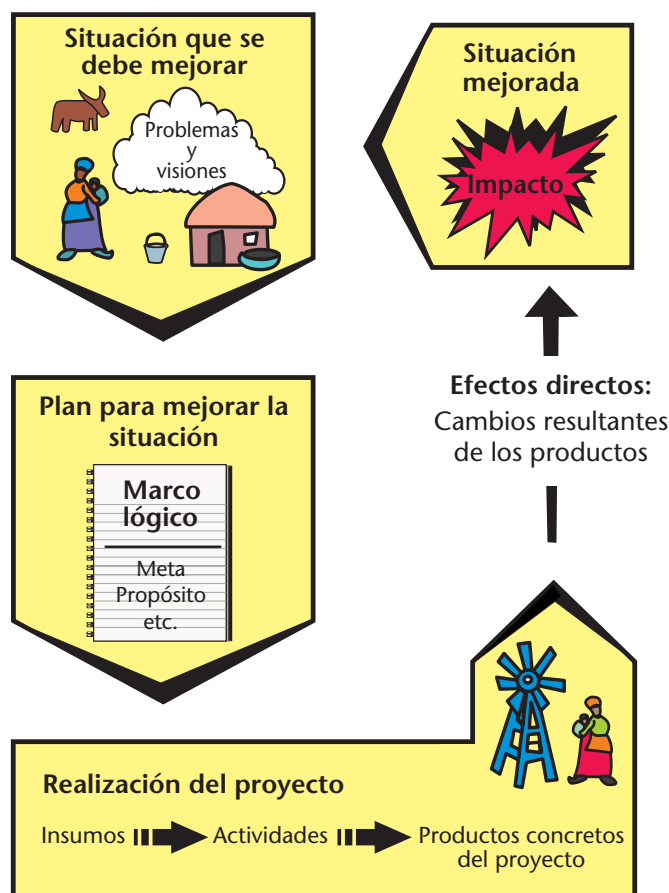 Situación que se
debe mejorar
Problemas
y
visiones
Plan para mejorar la
situación
Marco
lógico
Meta
Propósito
etc.
Realización del proyecto
Insumos
Actividades
Productos concretos
del proyecto
Efectos directos:
Cambios resultantes
de los productos
Situación
mejorada
Impacto